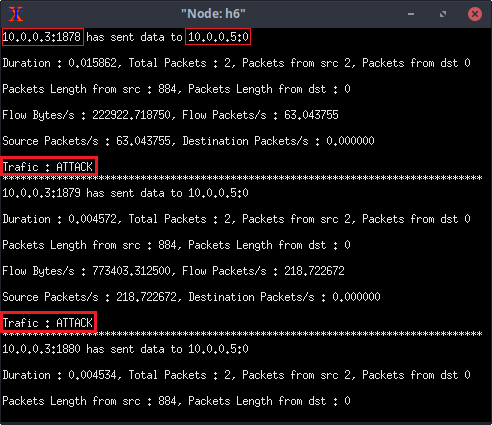 "Node: h6"
10.0.0.3:1878 has sent data to 10.0.0.5:0
Duration : 0.015862, Total Packets : 2, Packets from src 2, Packets from dst 0
Packets Length from src : 884, Packets Length from dst : 0
Flow Bytes/s : 222922.718750, Flow Packets/s : 63.043755
Source Packets/s : 63.043755, Destination Packets/s : 0.000000
Trafic : ATTACK
********************************************************************************
10.0.0.3:1879 has sent data to 10.0.0.5:0
Duration : 0.004572, Total Packets : 2, Packets from src 2, Packets from dst 0
Packets Length from src : 884, Packets Length from dst : 0
Flow Bytes/s : 773403.312500, Flow Packets/s : 218.722672
Source Packets/s : 218.722672, Destination Packets/s : 0.000000
Trafic : ATTACK
********************************************************************************
10.0.0.3:1880 has sent data to 10.0.0.5:0
Duration : 0.004534, Total Packets : 2, Packets from src 2, Packets from dst 0
Packets Length from src : 884, Packets Length from dst : 0